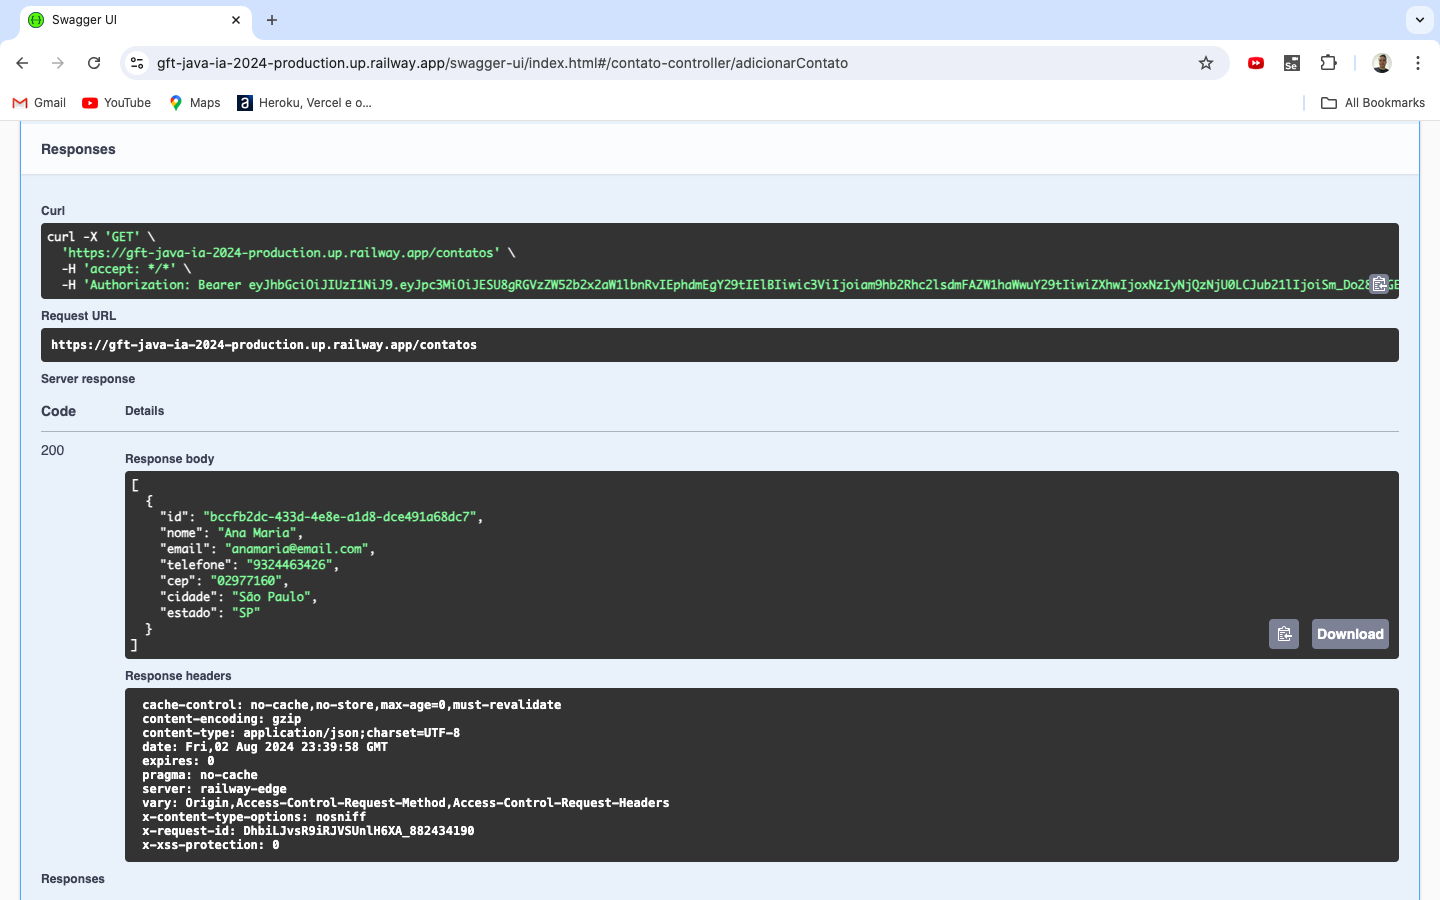 Swagger UI
gft-java-ia-2024-production.up.railway.app/swagger-ui/index.html#/contato-controller/adicionarContato
Gmail YouTube Maps Heroku, Vercel e o... All Bookmarks
Responses
Curl
curl -X 'GET' \
'https://gft-java-ia-2024-production.up.railway.app/contatos' \
-H 'accept: */*' \
-H 'Authorization: Bearer
Request URL
https://gft-java-ia-2024-production.up.railway.app/contatos
Server response
Code Details
200
Response body
[
{
"id": "bccfb2dc-433d-4e8e-a1d8-dce491a68dc7",
"nome": "Ana Maria",
"email": "anamaria@email.com",
"telefone": "9324463426",
"cep": "02977160",
"cidade": "São Paulo",
"estado": "SP"
}
]
Download
Response headers
cache-control: no-cache,no-store,max-age=0,must-revalidate
content-encoding: gzip
content-type: application/json;charset=UTF-8
date: Fri,02 Aug 2024 23:39:58 GMT
expires: 0
pragma: no-cache
server: railway-edge
vary: Origin,Access-Control-Request-Method,Access-Control-Request-Headers
x-content-type-options: nosniff
x-request-id: DhbiLJvsR9iRJVSUnlH6XA_882434190
x-xss-protection: 0
Responses